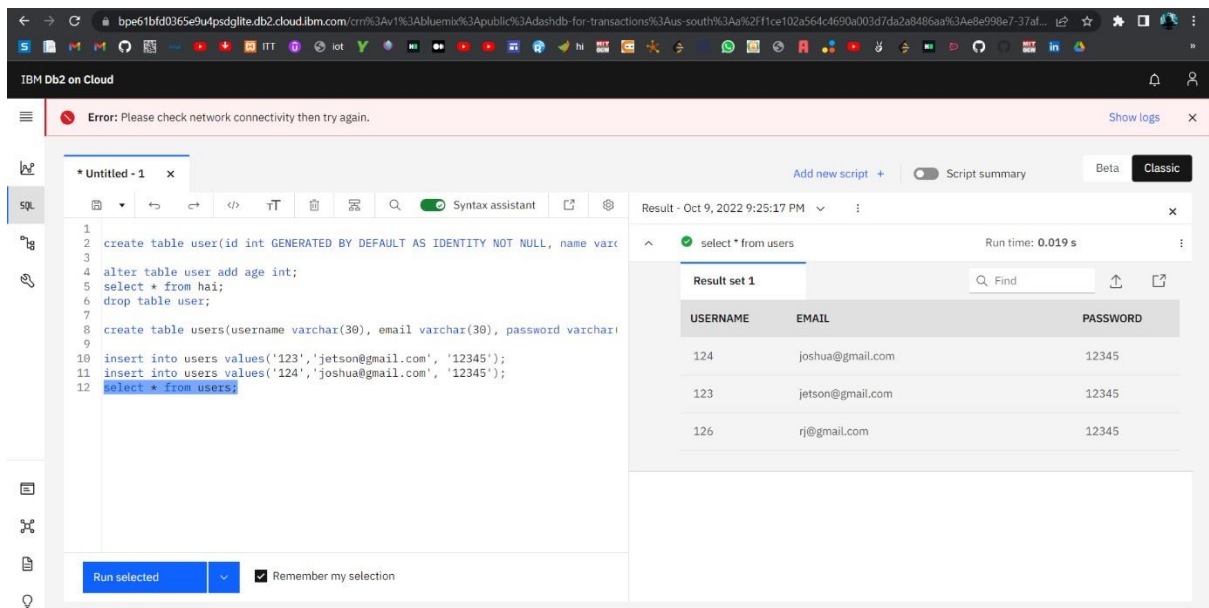 bpe61bfd0365e9u4psdglite.db2.cloud.ibm.com/crn%3Av1%3Abluemix%3Apublic%3Adashdb-for-transactions%3Aus-south%3Aa%2Ff1ce102a564c4690a003d7da2a8486aa%3Ae8e998e7-37af...
ITT iot hi
IBM Db2 on Cloud
Error: Please check network connectivity then try again. Show logs
* Untitled - 1 x Add new script + Script summary Beta Classic
SQL
Syntax assistant
Result - Oct 9, 2022 9:25:17 PM
1
2 create table user(id int GENERATED BY DEFAULT AS IDENTITY NOT NULL, name varc
3
4 alter table user add age int;
5 select * from hai;
6 drop table user;
7
8 create table users(username varchar(30), email varchar(30), password varchar(
9
10 insert into users values('123','jetson@gmail.com', '12345');
11 insert into users values('124','joshua@gmail.com', '12345');
12 select * from users;
select * from users Run time: 0.019 s
Result set 1 Find
USERNAME EMAIL PASSWORD
124 joshua@gmail.com 12345
123 jetson@gmail.com 12345
126 rj@gmail.com 12345
Run selected Remember my selection